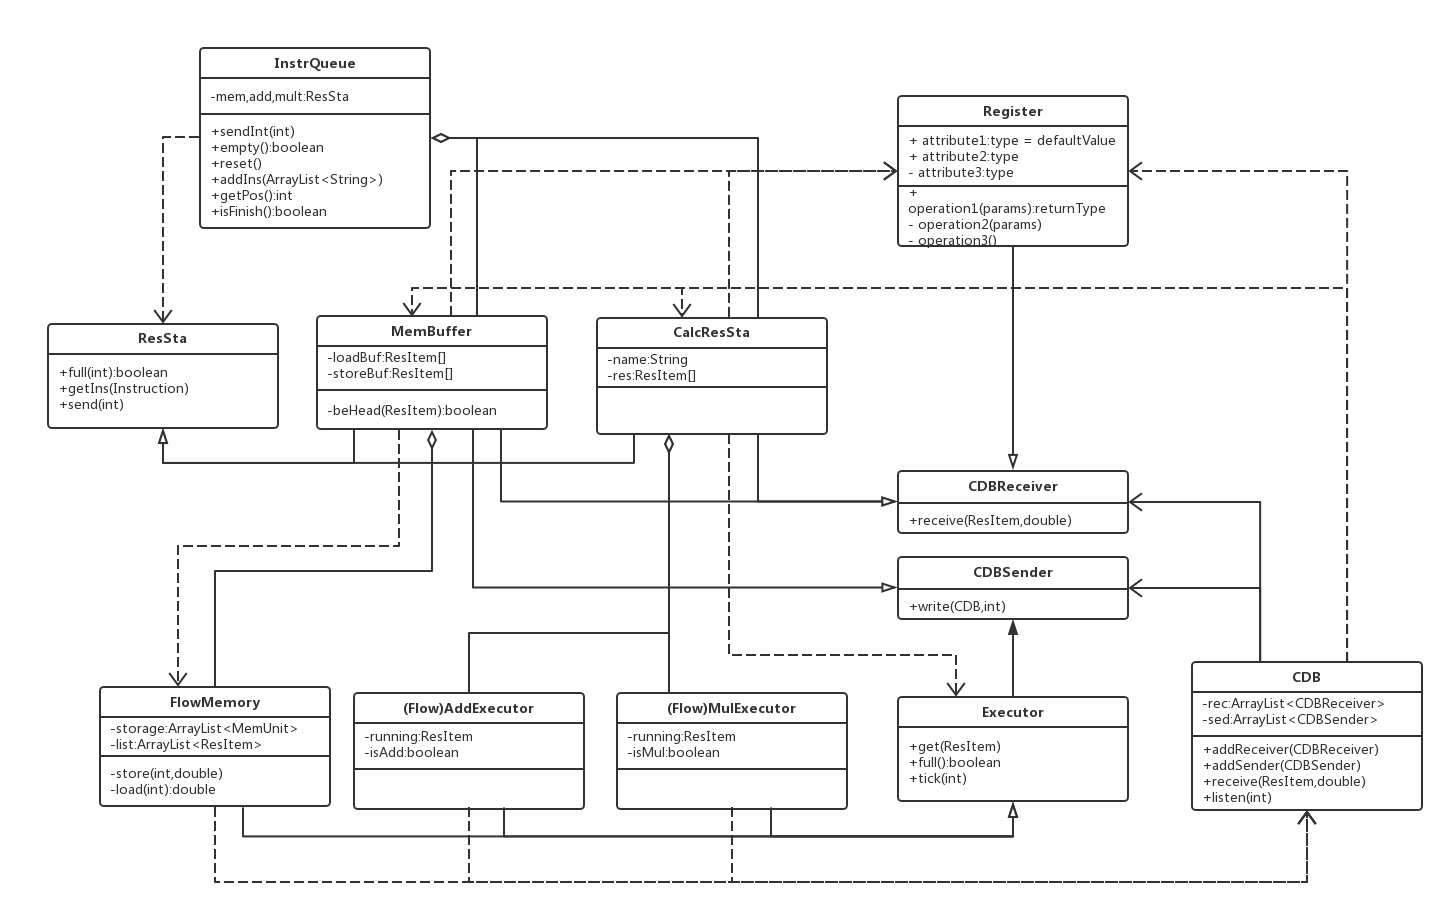 InstrQueue
-mem,add,mult:ResSta
+sendInt(int)
+empty():boolean
+reset()
+addIns(ArrayList<String>)
+getPos():int
+isFinish():boolean
Register
+ attribute1:type = defaultValue
+ attribute2:type
- attribute3:type
+
operation1(params):returnType
- operation2(params)
- operation3()
ResSta
+full(int):boolean
+getIns(Instruction)
+send(int)
MemBuffer
-loadBuf:ResItem[]
-storeBuf:ResItem[]
-beHead(ResItem):boolean
CalcResSta
-name:String
-res:ResItem[]
CDBReceiver
+receive(ResItem,double)
CDBSender
+write(CDB,int)
FlowMemory
-storage:ArrayList<MemUnit>
-list:ArrayList<ResItem>
-store(int,double)
-load(int):double
(Flow)AddExecutor
-running:ResItem
-isAdd:boolean
(Flow)MulExecutor
-running:ResItem
-isMul:boolean
Executor
+get(ResItem)
+full():boolean
+tick(int)
CDB
-rec:ArrayList<CDBReceiver>
-sed:ArrayList<CDBSender>
+addReceiver(CDBReceiver)
+addSender(CDBSender)
+receive(ResItem,double)
+listen(int)